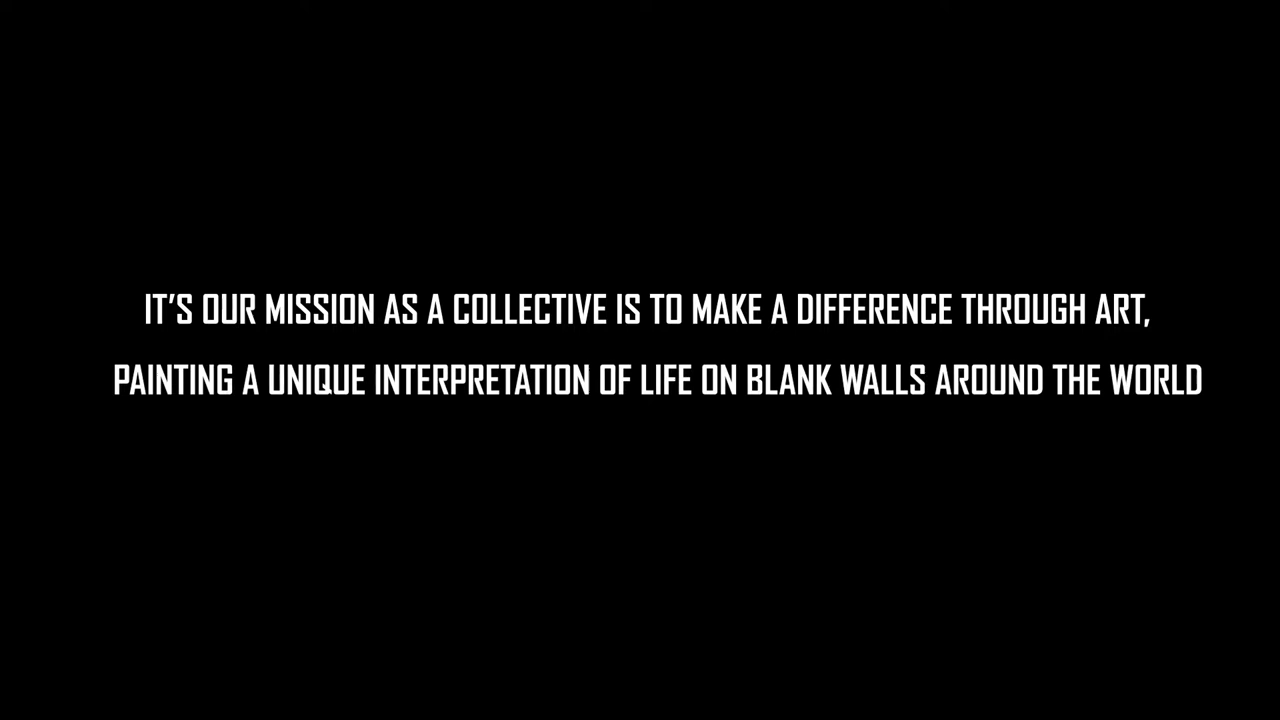 IT'S OUR MISSION AS A COLLECTIVE IS TO MAKE A DIFFERENCE THROUGH ART,
PAINTING A UNIQUE INTERPRETATION OF LIFE ON BLANK WALLS AROUND THE WORLD